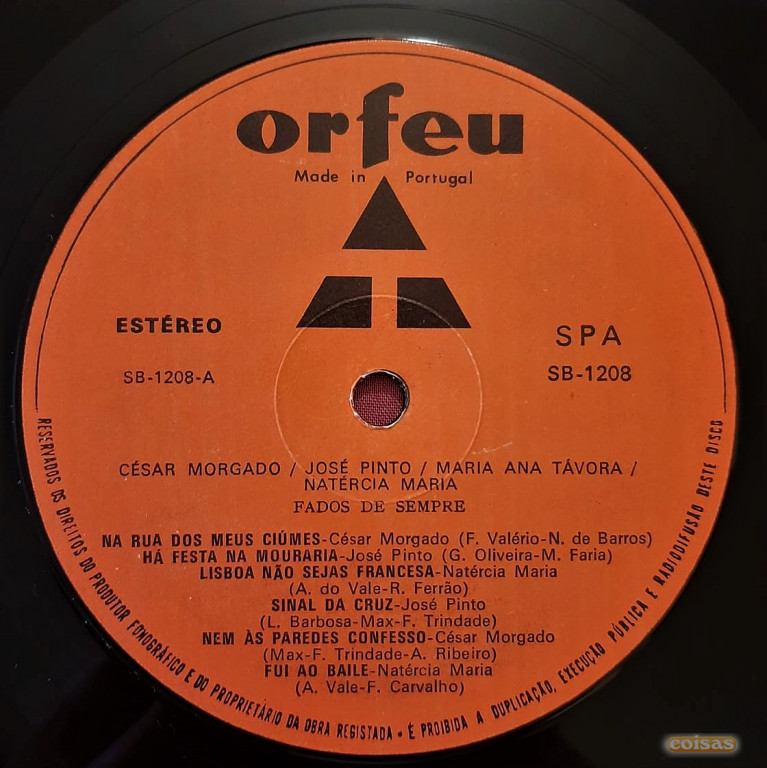 orfeu
Made in Portugal
ESTÉREO
SPA
SB-1208-A
SB-1208
CÉSAR MORGADO / JOSÉ PINTO / MARIA ANA TÁVORA /
NATÉRCIA MARIA
FADOS DE SEMPRE
NA RUA DOS MEUS CIÚMES-César Morgado (F. Valério-N. de Barros)
HÁ FESTA NA MOURARIA-José Pinto (G. Oliveira-M. Faria)
LISBOA NÃO SEJAS FRANCESA-Natércia Maria
(A. do Vale-R. Ferrão)
SINAL DA CRUZ-José Pinto
(L. Barbosa-Max-F. Trindade)
NEM ÀS PAREDES CONFESSO-César Morgado
(Max-F. Trindade-A. Ribeiro)
FUI AO BAILE-Natércia Maria
(A. Vale-F. Carvalho)
RESERVADOS OS DIREITOS DO PRODUTOR FONOGRÁFICO E DO PROPRIETÁRIO DA OBRA REGISTADA • É PROIBIDA A DUPLICAÇÃO, EXECUÇÃO PÚBLICA E RADIODIFUSÃO DESTE DISCO
coisas